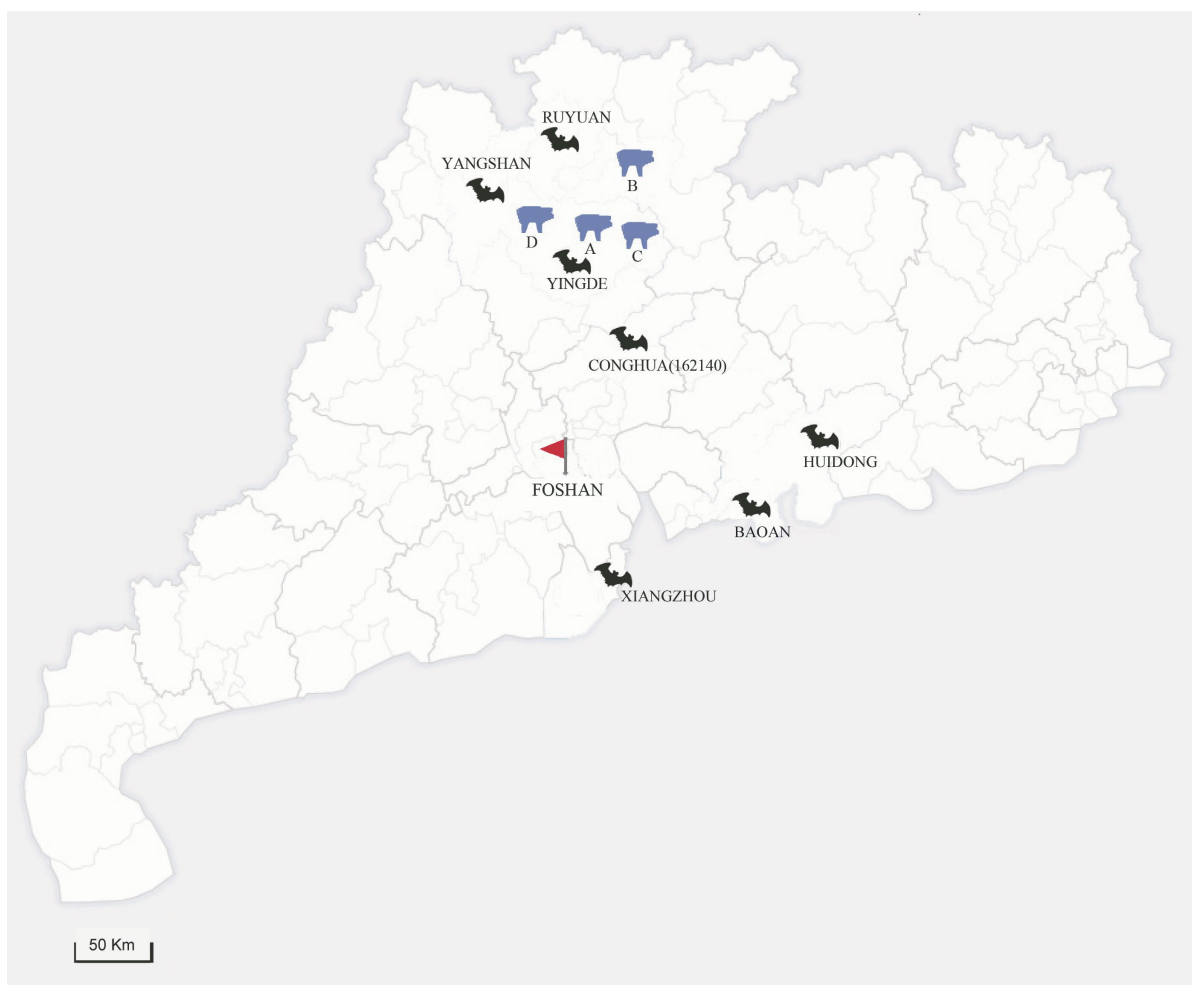 RUYUAN
YANGSHAN
B
D
A
C
YINGDE
CONGHUA(162140)
HUIDONG
FOSHAN
BAOAN
XIANGZHOU
50 Km